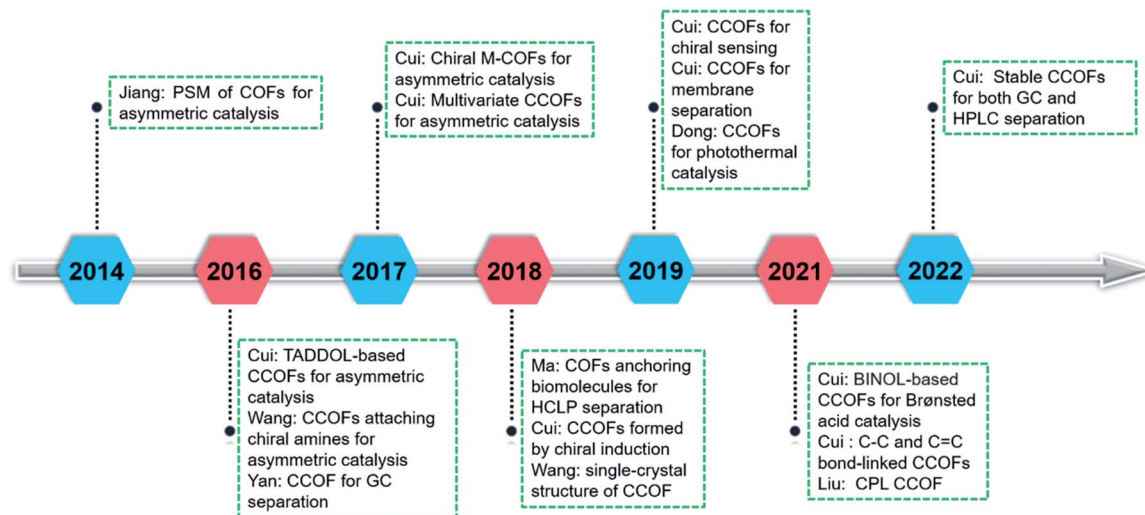 Jiang: PSM of COFs for
asymmetric catalysis
Cui: Chiral M-COFs for
asymmetric catalysis
Cui: Multivariate CCOFs
for asymmetric catalysis
Cui: CCOFs for
chiral sensing
Cui: CCOFs for
membrane
separation
Dong: CCOFs
for photothermal
catalysis
Cui: Stable CCOFs
for both GC and
HPLC separation
2014
2016
2017
2018
2019
2021
2022
Cui: TADDOL-based
CCOFs for asymmetric
catalysis
Wang: CCOFs attaching
chiral amines for
asymmetric catalysis
Yan: CCOF for GC
separation
Ma: COFs anchoring
biomolecules for
HCLP separation
Cui: CCOFs formed
by chiral induction
Wang: single-crystal
structure of CCOF
Cui: BINOL-based
CCOFs for Brønsted
acid catalysis
Cui : C-C and C=C
bond-linked CCOFs
Liu: CPL CCOF